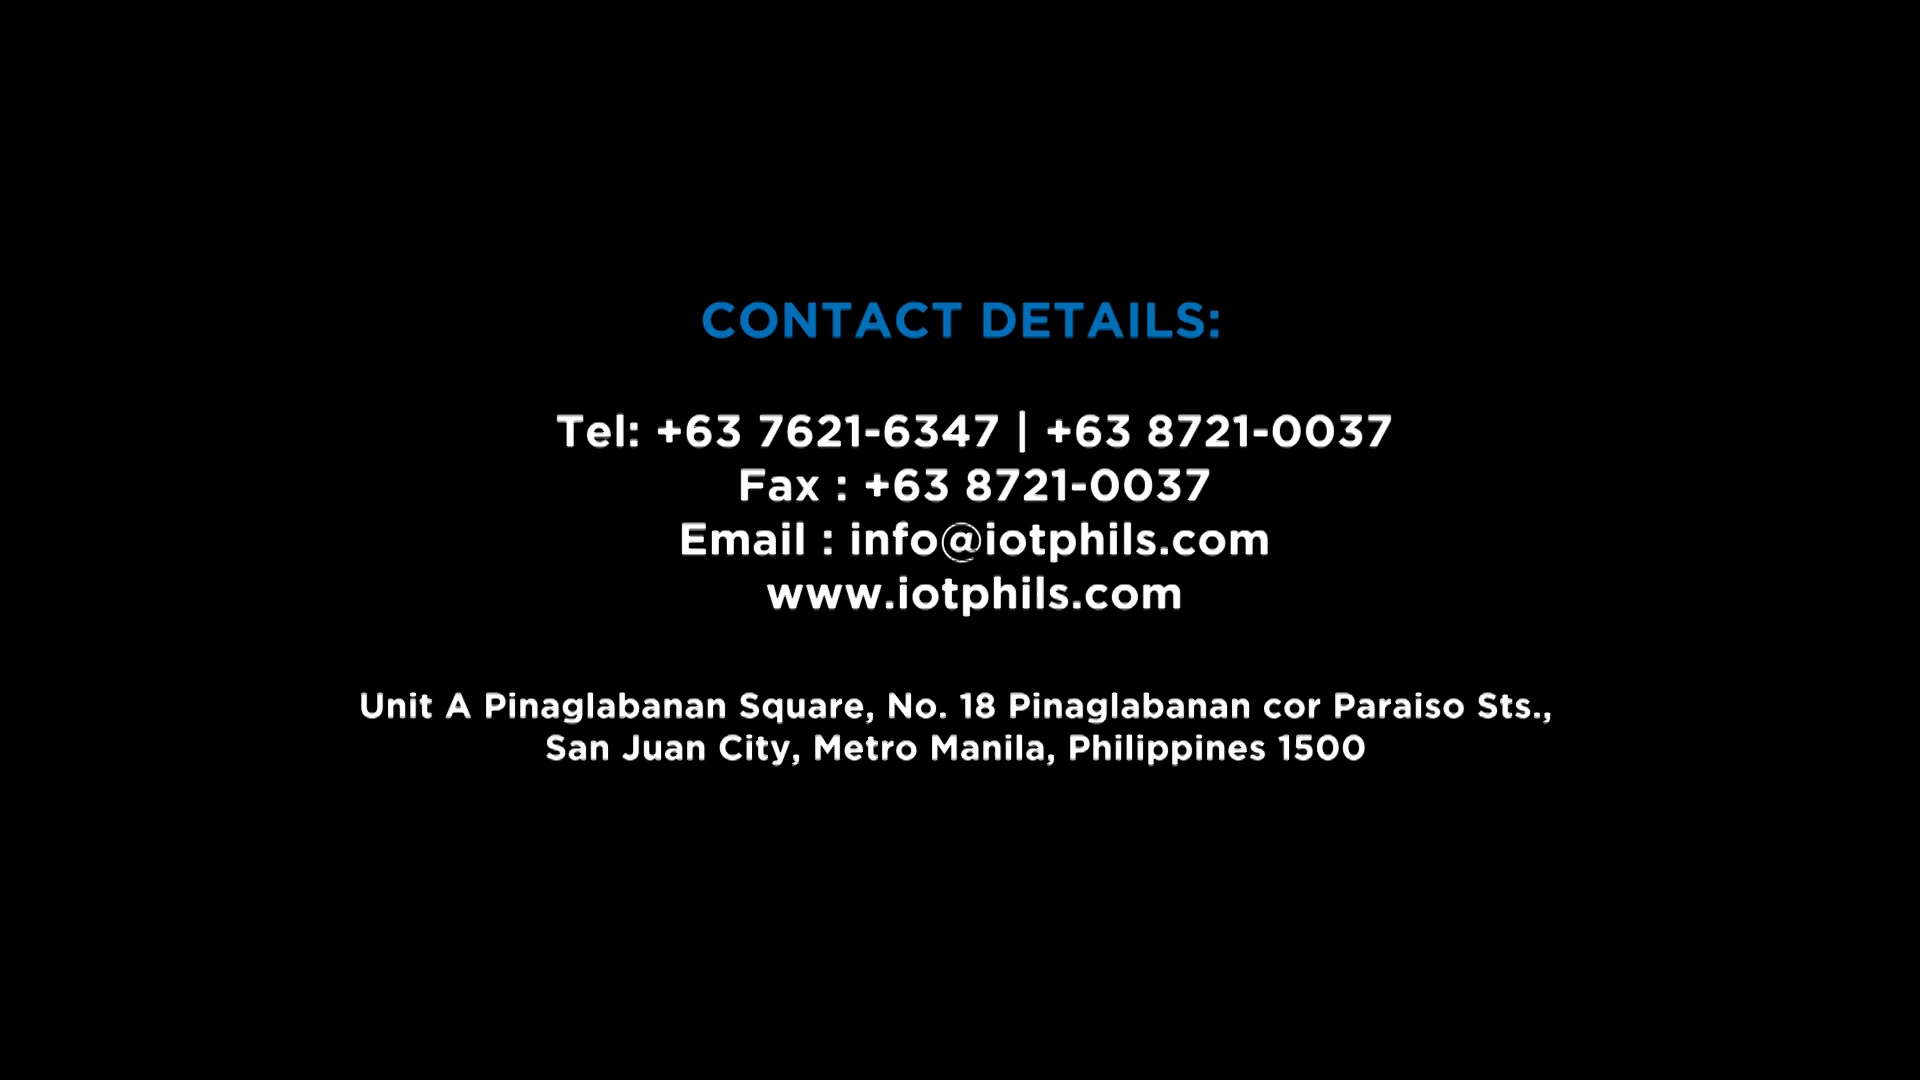 CONTACT DETAILS:
Tel: +63 7621-6347 | +63 8721-0037
Fax : +63 8721-0037
Email : info@iotphils.com
www.iotphils.com
Unit A Pinaglabanan Square, No. 18 Pinaglabanan cor Paraiso Sts.,
San Juan City, Metro Manila, Philippines 1500